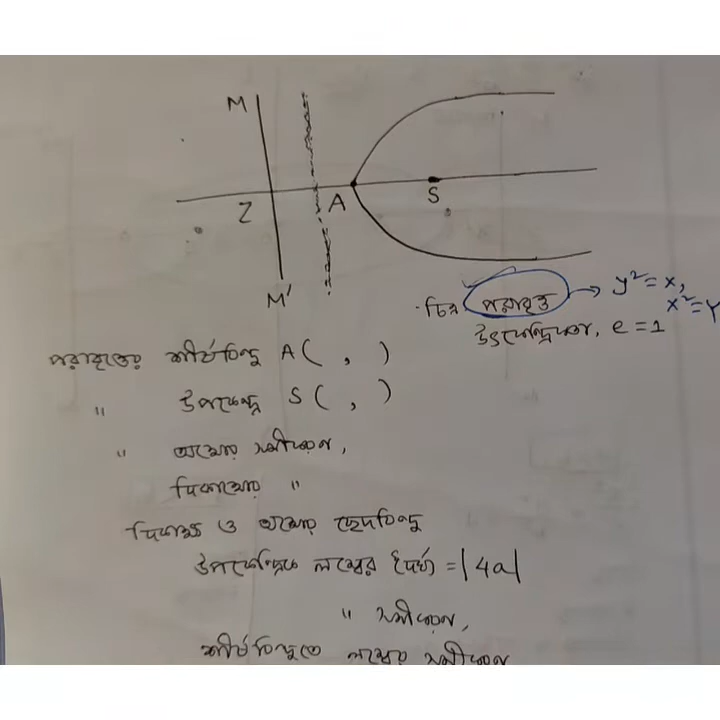 M
Z A S
M'
চিত্র পরাবৃত্ত → y²=x,
x²=y
উৎকেন্দ্রিকতা, e=1
পরাবৃত্তের শীর্ষবিন্দু A( , )
" উপকেন্দ্র S( , )
" অক্ষের সমীকরণ,
দিকাক্ষের "
দিকাক্ষ ও অক্ষের ছেদবিন্দু
উপকেন্দ্রিক লম্বের দৈর্ঘ্য =|4a|
" সমীকরণ,
শীর্ষবিন্দুতে লম্বের সমীকরণ